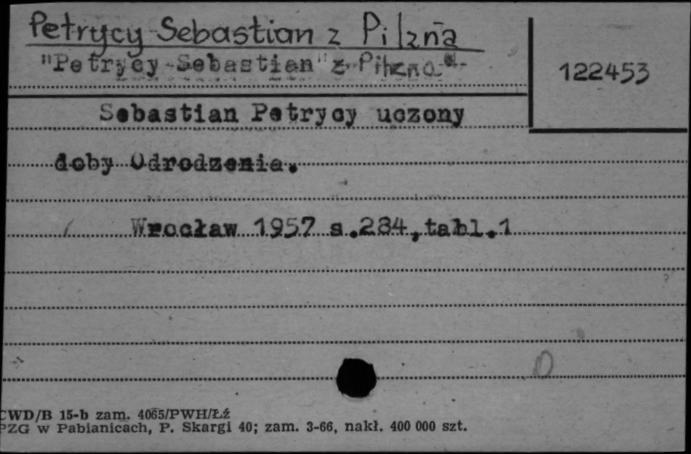 Petrycy Sebastian z Pilzna
"Petrycy Sebastian" z Pilzna
122453
Sebastian Petrycy uczony
doby Odrodzenia.
Wrocław 1957 s.284,tabl.1
0
CWD/B 15-b zam. 4065/PWH/Łź
PZG w Pabianicach, P. Skargi 40; zam. 3-66, nakł. 400 000 szt.